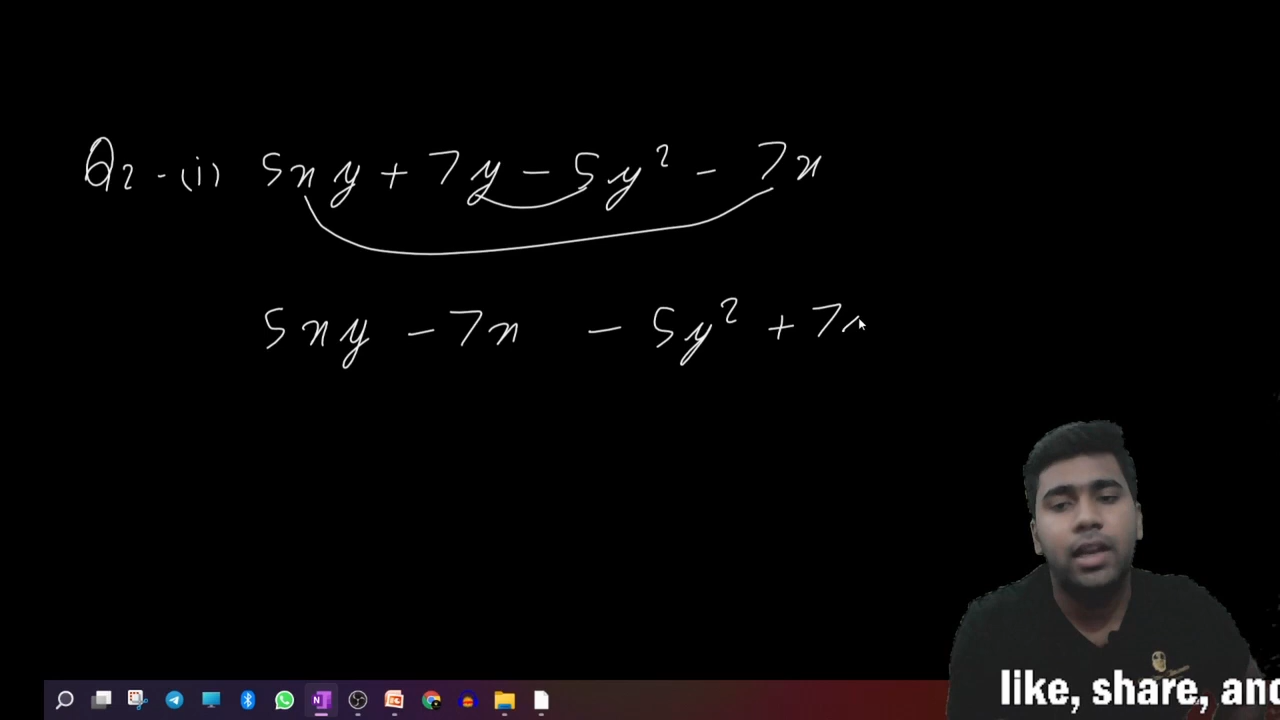 Q2 - (i) 5xy + 7y - 5y² - 7x
5xy - 7x - 5y² + 7
like, share, and